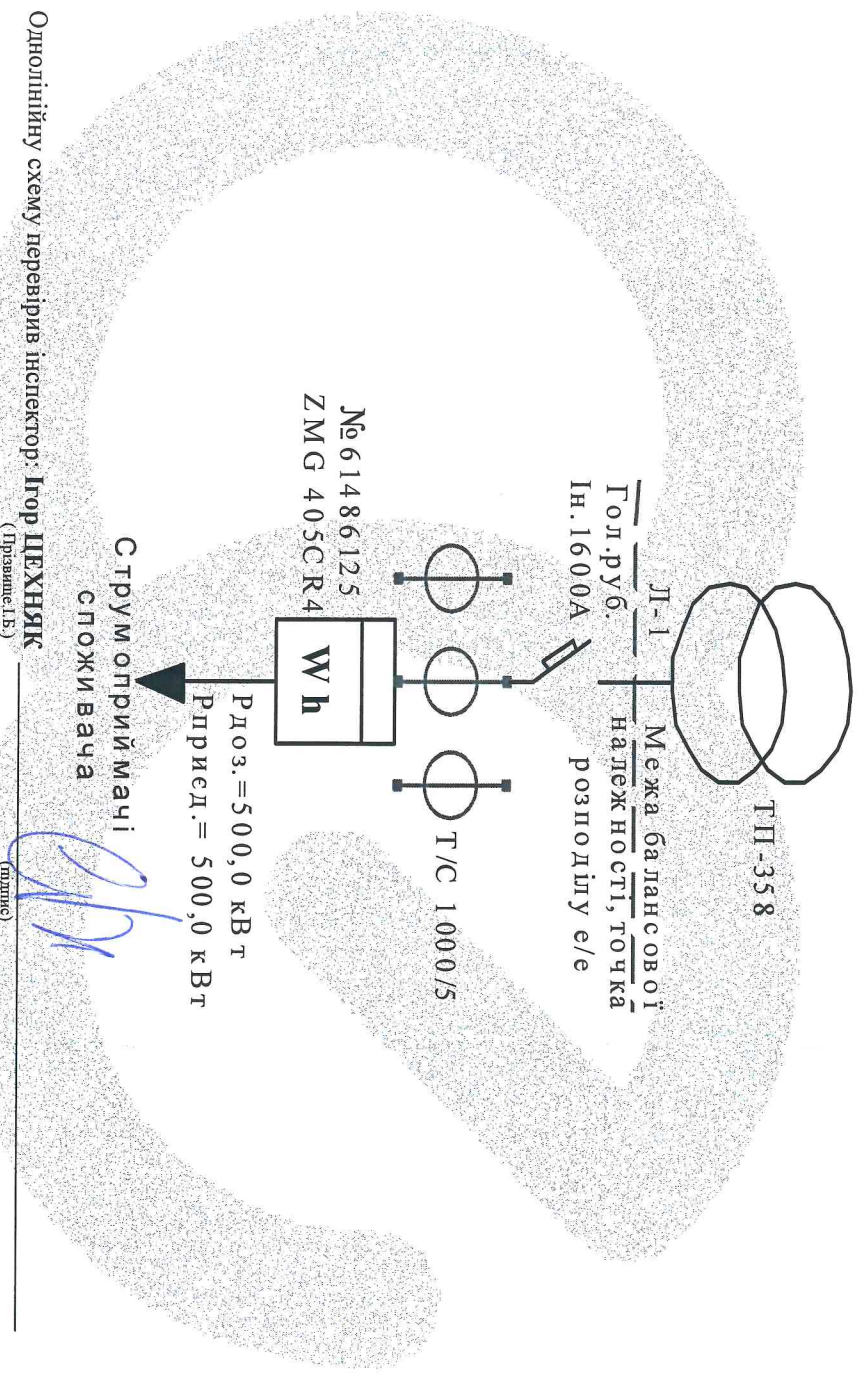 ТП-358
Л-1
Межа балансової
належності, точка
розподілу е/е
Гол.руб.
Ін.1600А
Т/С 1000/5
№61486125
ZMG 405CR4
Wh
Рдоз.=500,0 кВт
Рприєд.= 500,0 кВт
Струмоприймачі
споживача
Однолінійну схему перевірив інспектор: Ігор ЦЕХНЯК
( Прізвище.І.Б.)
(підпис)